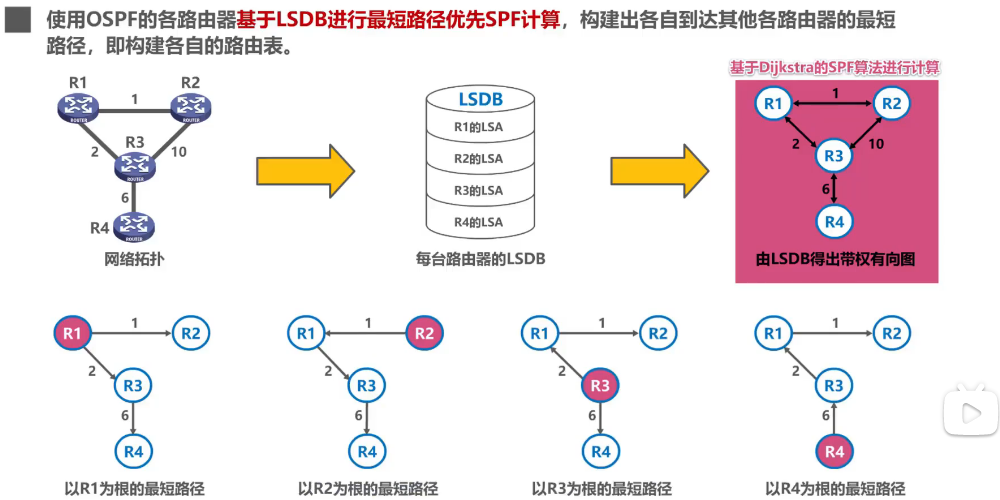 使用OSPF的各路由器基于LSDB进行最短路径优先SPF计算，构建出各自到达其他各路由器的最短
路径，即构建各自的路由表。
基于Dijkstra的SPF算法进行计算
R1
R2
1
ROUTER
ROUTER
R3
2
10
ROUTER
6
R4
ROUTER
网络拓扑
LSDB
R1的LSA
R2的LSA
R3的LSA
R4的LSA
每台路由器的LSDB
R1
1
R2
2
10
R3
6
R4
由LSDB得出带权有向图
R1
1
R2
2
R3
6
R4
以R1为根的最短路径
R1
1
R2
2
R3
6
R4
以R2为根的最短路径
R1
1
R2
2
R3
6
R4
以R3为根的最短路径
R1
1
R2
2
R3
6
R4
以R4为根的最短路径